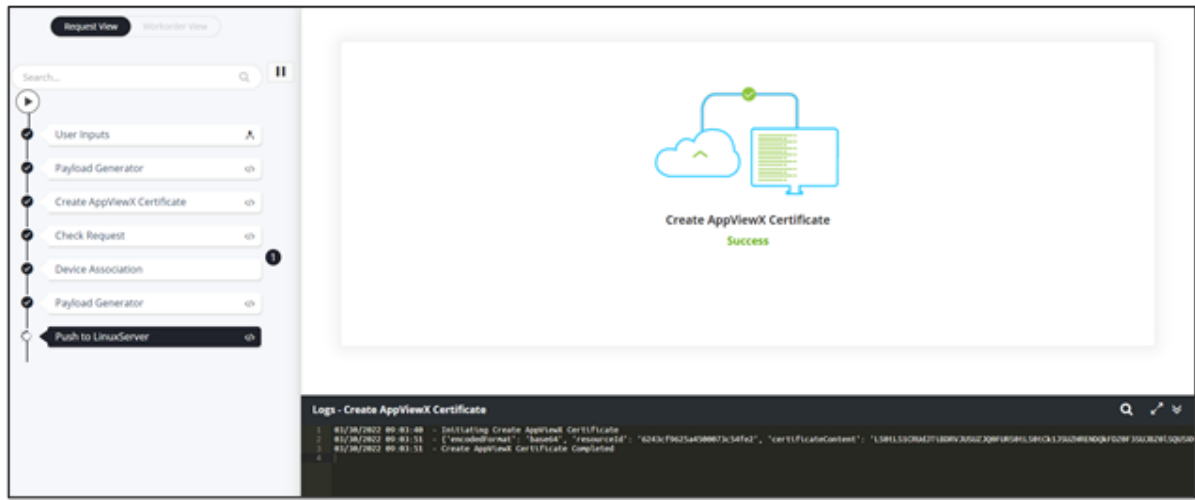 Request View
Workorder View
Search...
User Inputs
Payload Generator
Create AppViewX Certificate
Check Request
1
Device Association
Payload Generator
Push to LinuxServer
Create AppViewX Certificate
Success
Logs - Create AppViewX Certificate
1 03/30/2022 09:03:40 - Initiating Create AppViewX Certificate
2 03/30/2022 09:03:51 - {'encodedFormat': 'base64', 'resourceId': 'certificateContent':
3 03/30/2022 09:03:51 - Create AppViewX Certificate Completed
4